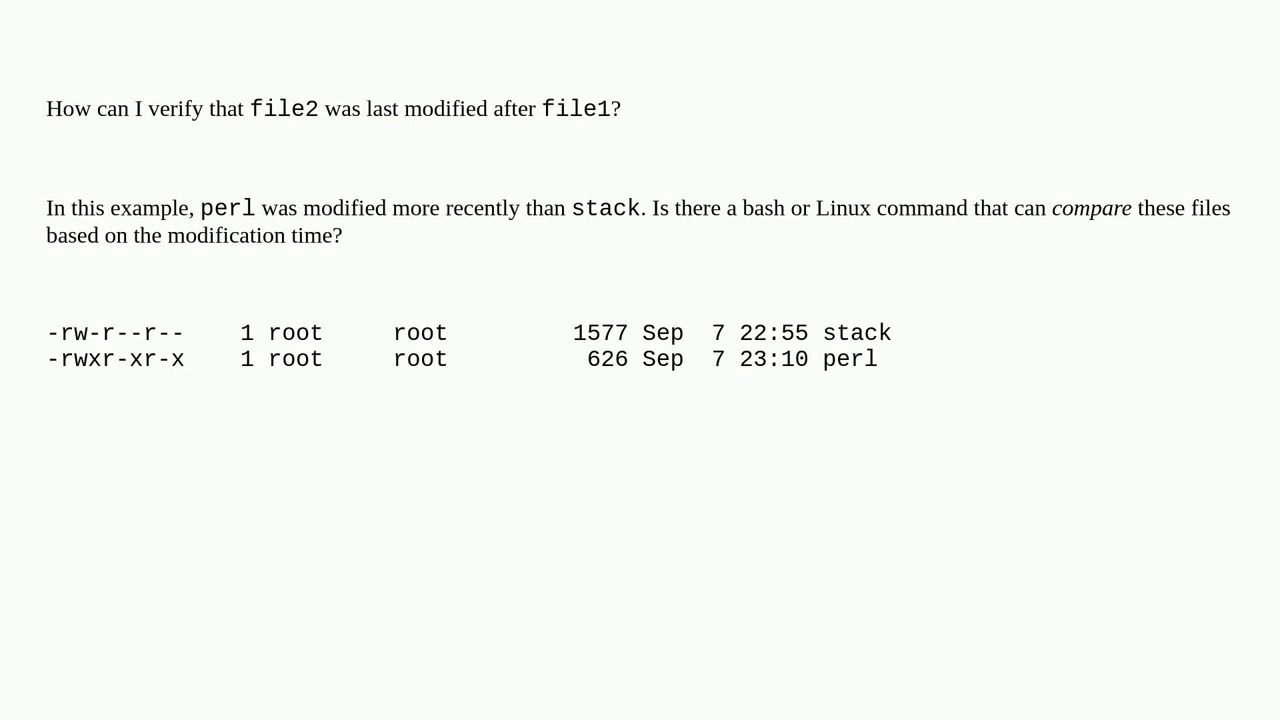 How can I verify that file2 was last modified after file1?
In this example, perl was modified more recently than stack. Is there a bash or Linux command that can compare these files
based on the modification time?
-rw-r--r--    1 root     root         1577 Sep  7 22:55 stack
-rwxr-xr-x    1 root     root          626 Sep  7 23:10 perl